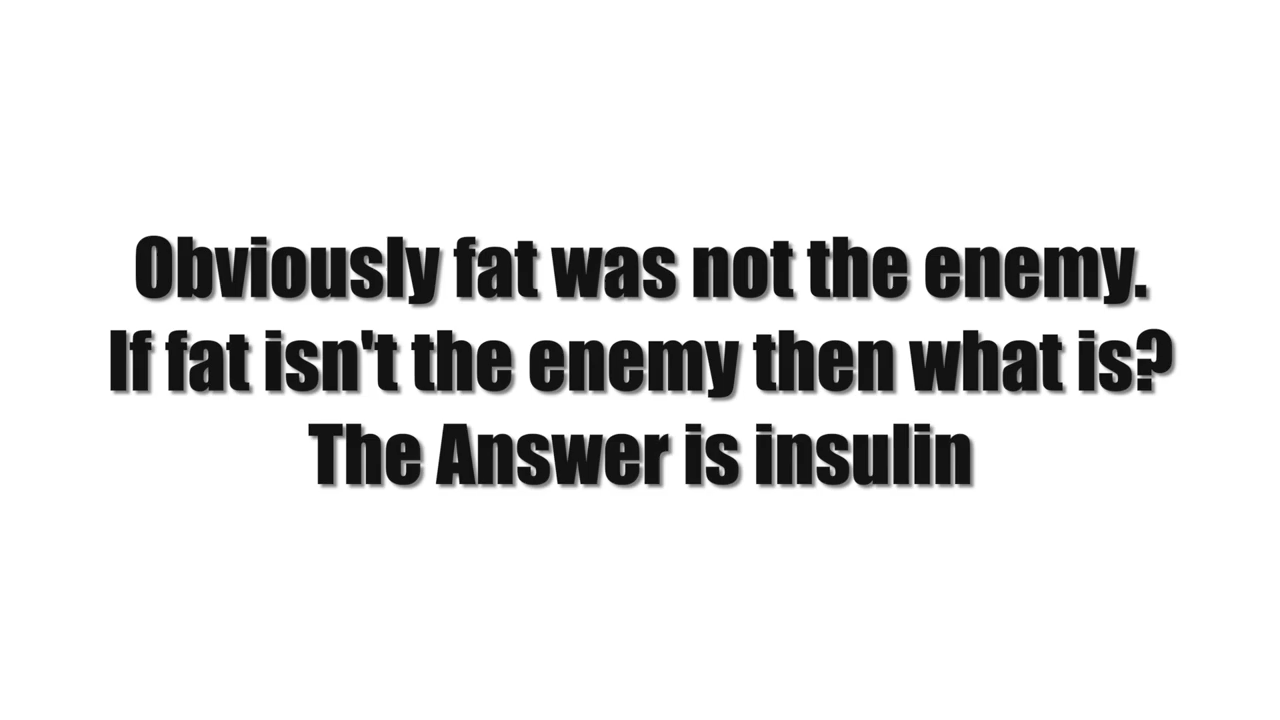 Obviously fat was not the enemy.
If fat isn't the enemy then what is?
The Answer is insulin